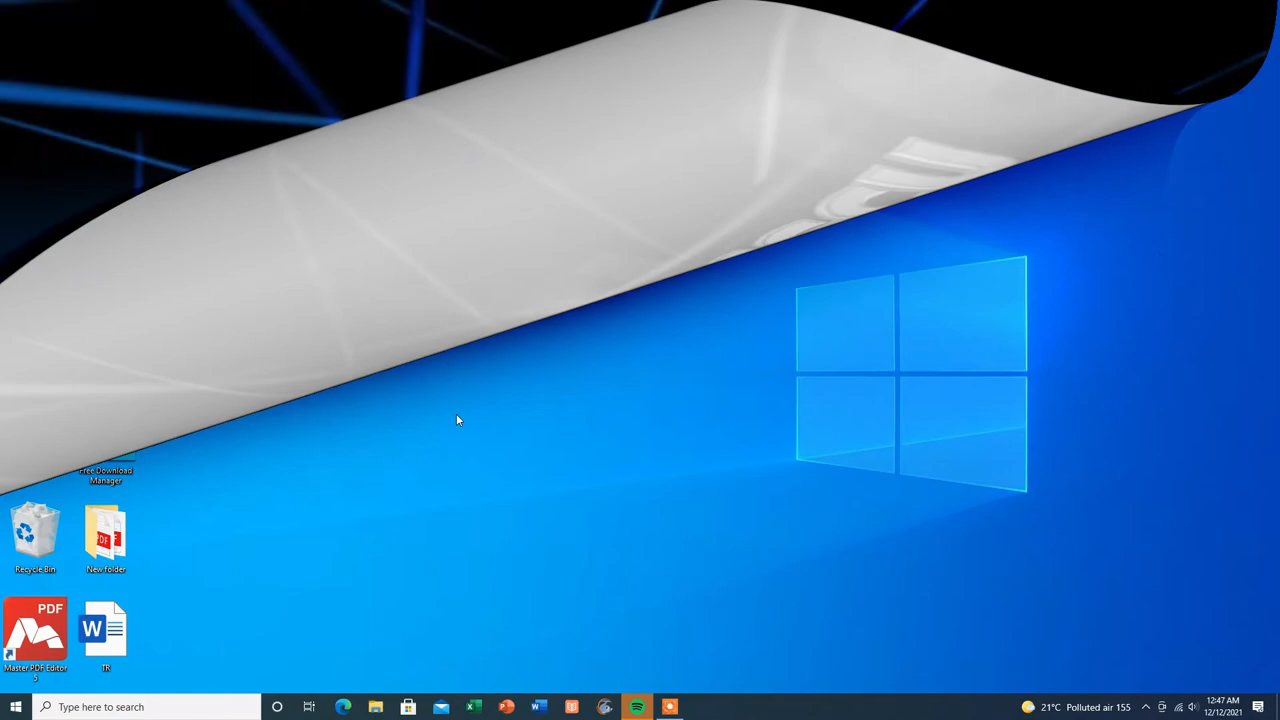 Free Download
Manager
Recycle Bin
New folder
PDF
Master PDF Editor
5
W
TR
Type here to search
21°C Polluted air 155
12:47 AM
12/12/2021